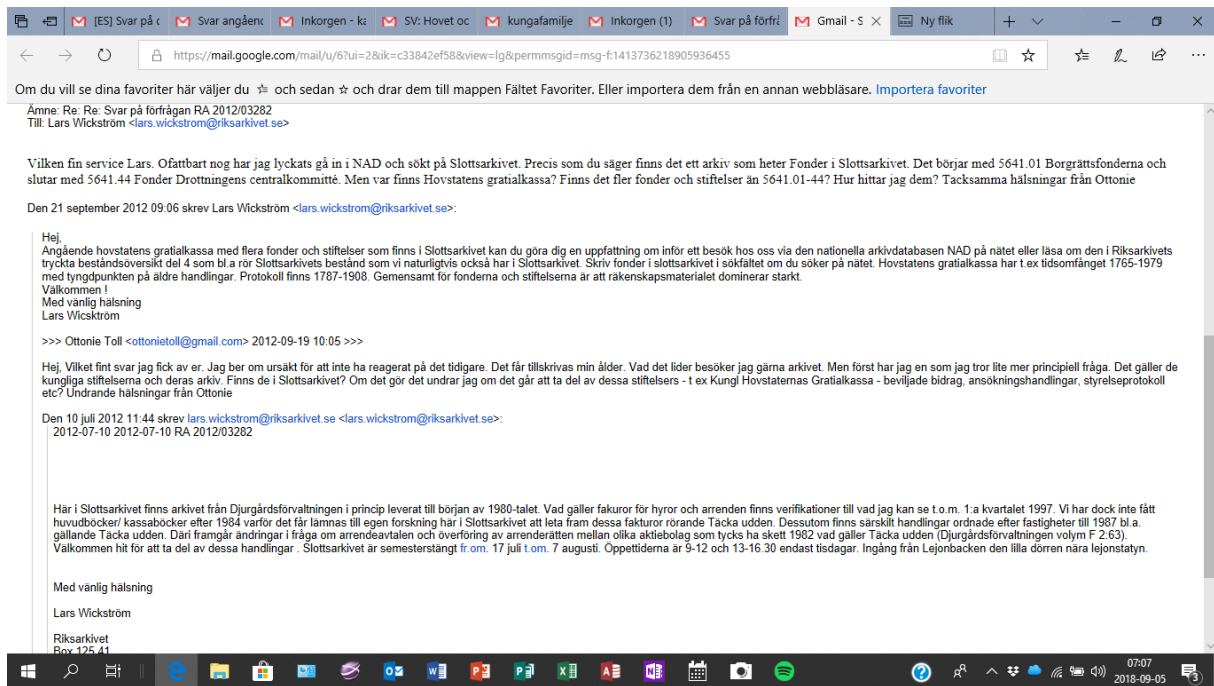 [ES] Svar på c
Svar angåenc
Inkorgen - ka
SV: Hovet oc
kungafamilje
Inkorgen (1)
Svar på förfrå
Gmail - S
Ny flik
https://mail.google.com/mail/u/6?ui=2&ik=c33842ef58&view=lg&permmsgid=msg-f:1413736218905936455
Om du vill se dina favoriter här väljer du och sedan och drar dem till mappen Fältet Favoriter. Eller importera dem från en annan webbläsare. Importera favoriter
Ämne: Re: Re: Svar på förfrågan RA 2012/03282
Till: Lars Wickström <lars.wickstrom@riksarkivet.se>
Vilken fin service Lars. Ofattbart nog har jag lyckats gå in i NAD och sökt på Slottsarkivet. Precis som du säger finns det ett arkiv som heter Fonder i Slottsarkivet. Det börjar med 5641.01 Borgrättsfonderna och
slutar med 5641.44 Fonder Drottningens centralkommitté. Men var finns Hovstatens gratialkassa? Finns det fler fonder och stiftelser än 5641.01-44? Hur hittar jag dem? Tacksamma hälsningar från Ottonie
Den 21 september 2012 09:06 skrev Lars Wickström <lars.wickstrom@riksarkivet.se>:
Hej,
Angående hovstatens gratialkassa med flera fonder och stiftelser som finns i Slottsarkivet kan du göra dig en uppfattning om inför ett besök hos oss via den nationella arkivdatabasen NAD på nätet eller läsa om den i Riksarkivets
tryckta beståndsöversikt del 4 som bl.a rör Slottsarkivets bestånd som vi naturligtvis också har i Slottsarkivet. Skriv fonder i slottsarkivet i sökfältet om du söker på nätet. Hovstatens gratialkassa har t.ex tidsomfånget 1765-1979
med tyngdpunkten på äldre handlingar. Protokoll finns 1787-1908. Gemensamt för fonderna och stiftelserna är att räkenskapsmaterialet dominerar starkt.
Välkommen !
Med vänlig hälsning
Lars Wicsktröm
>>> Ottonie Toll <ottonietoll@gmail.com> 2012-09-19 10:05 >>>
Hej, Vilket fint svar jag fick av er. Jag ber om ursäkt för att inte ha reagerat på det tidigare. Det får tillskrivas min ålder. Vad det lider besöker jag gärna arkivet. Men först har jag en som jag tror lite mer principiell fråga. Det gäller de
kungliga stiftelserna och deras arkiv. Finns de i Slottsarkivet? Om det gör det undrar jag om det går att ta del av dessa stiftelsers - t ex Kungl Hovstaternas Gratialkassa - beviljade bidrag, ansökningshandlingar, styrelseprotokoll
etc? Undrande hälsningar från Ottonie
Den 10 juli 2012 11:44 skrev lars.wickstrom@riksarkivet.se <lars.wickstrom@riksarkivet.se>:
2012-07-10 2012-07-10 RA 2012/03282
Här i Slottsarkivet finns arkivet från Djurgårdsförvaltningen i princip leverat till början av 1980-talet. Vad gäller fakuror för hyror och arrenden finns verifikationer till vad jag kan se t.o.m. 1:a kvartalet 1997. Vi har dock inte fått
huvudböcker/ kassaböcker efter 1984 varför det får lämnas till egen forskning här i Slottsarkivet att leta fram dessa fakturor rörande Täcka udden. Dessutom finns särskilt handlingar ordnade efter fastigheter till 1987 bl.a.
gällande Täcka udden. Däri framgår ändringar i fråga om arrendeavtalen och överföring av arrenderätten mellan olika aktiebolag som tycks ha skett 1982 vad gäller Täcka udden (Djurgårdsförvaltningen volym F 2:63).
Välkommen hit för att ta del av dessa handlingar . Slottsarkivet är semesterstängt fr.om. 17 juli t.om. 7 augusti. Öppettiderna är 9-12 och 13-16.30 endast tisdagar. Ingång från Lejonbacken den lilla dörren nära lejonstatyn.
Med vänlig hälsning
Lars Wickström
Riksarkivet
Box 125 41
07:07
2018-09-05